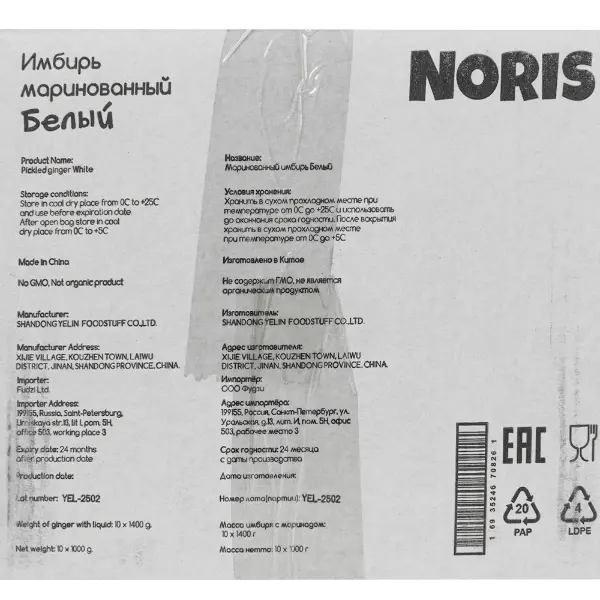 Имбирь
маринованный
Белый
NORIS
Product Name:
Pickled ginger White
Storage conditions:
Store in cool dry place from 0C to +25C
and use before expiration date
After open bag store in cool
dry place from 0C to +5C
Made in China
No GMO, Not organic product
Manufacturer:
SHANDONG YELIN FOODSTUFF CO.,LTD.
Manufacturer Address:
XIJIE VILLAGE, KOUZHEN TOWN, LAIWU
DISTRICT, JINAN, SHANDONG PROVINCE, CHINA.
Importer:
Fudzi Ltd.
Importer Address:
199155, Russia, Saint-Petersburg,
Uralskaya str.13, lit I, pom. 5H,
office 503, working place 3
Expiry date: 24 months
after production date
Production date:
Lot number: YEL-2502
Weight of ginger with liquid: 10 x 1400 g.
Net weight: 10 x 1000 g.
Название:
Маринованный имбирь Белый
Условия хранения:
Хранить в сухом прохладном месте при
температуре от 0С до +25С и использовать
до окончания срока годности. После вскрытия
хранить в сухом прохладном месте
при температуре от 0С до +5С
Изготовлено в Китае
Не содержит ГМО, не является
органическим продуктом
Изготовитель:
SHANDONG YELIN FOODSTUFF CO.,LTD.
Адрес изготовителя:
XIJIE VILLAGE, KOUZHEN TOWN, LAIWU
DISTRICT, JINAN, SHANDONG PROVINCE, CHINA.
Импортёр:
ООО Фудзи
Адрес импортёра:
199155, Россия, Санкт-Петербург, ул.
Уральская, д.13, лит. И, пом. 5Н, офис
503, рабочее место 3
Срок годности: 24 месяца
с даты производства
Дата изготовления:
Номер лота(партии): YEL-2502
Масса имбиря с маринадом:
10 x 1400 г
Масса нетто: 10 x 1000 г
1 69 35246 70826 1
EAC
20
PAP
4
LDPE